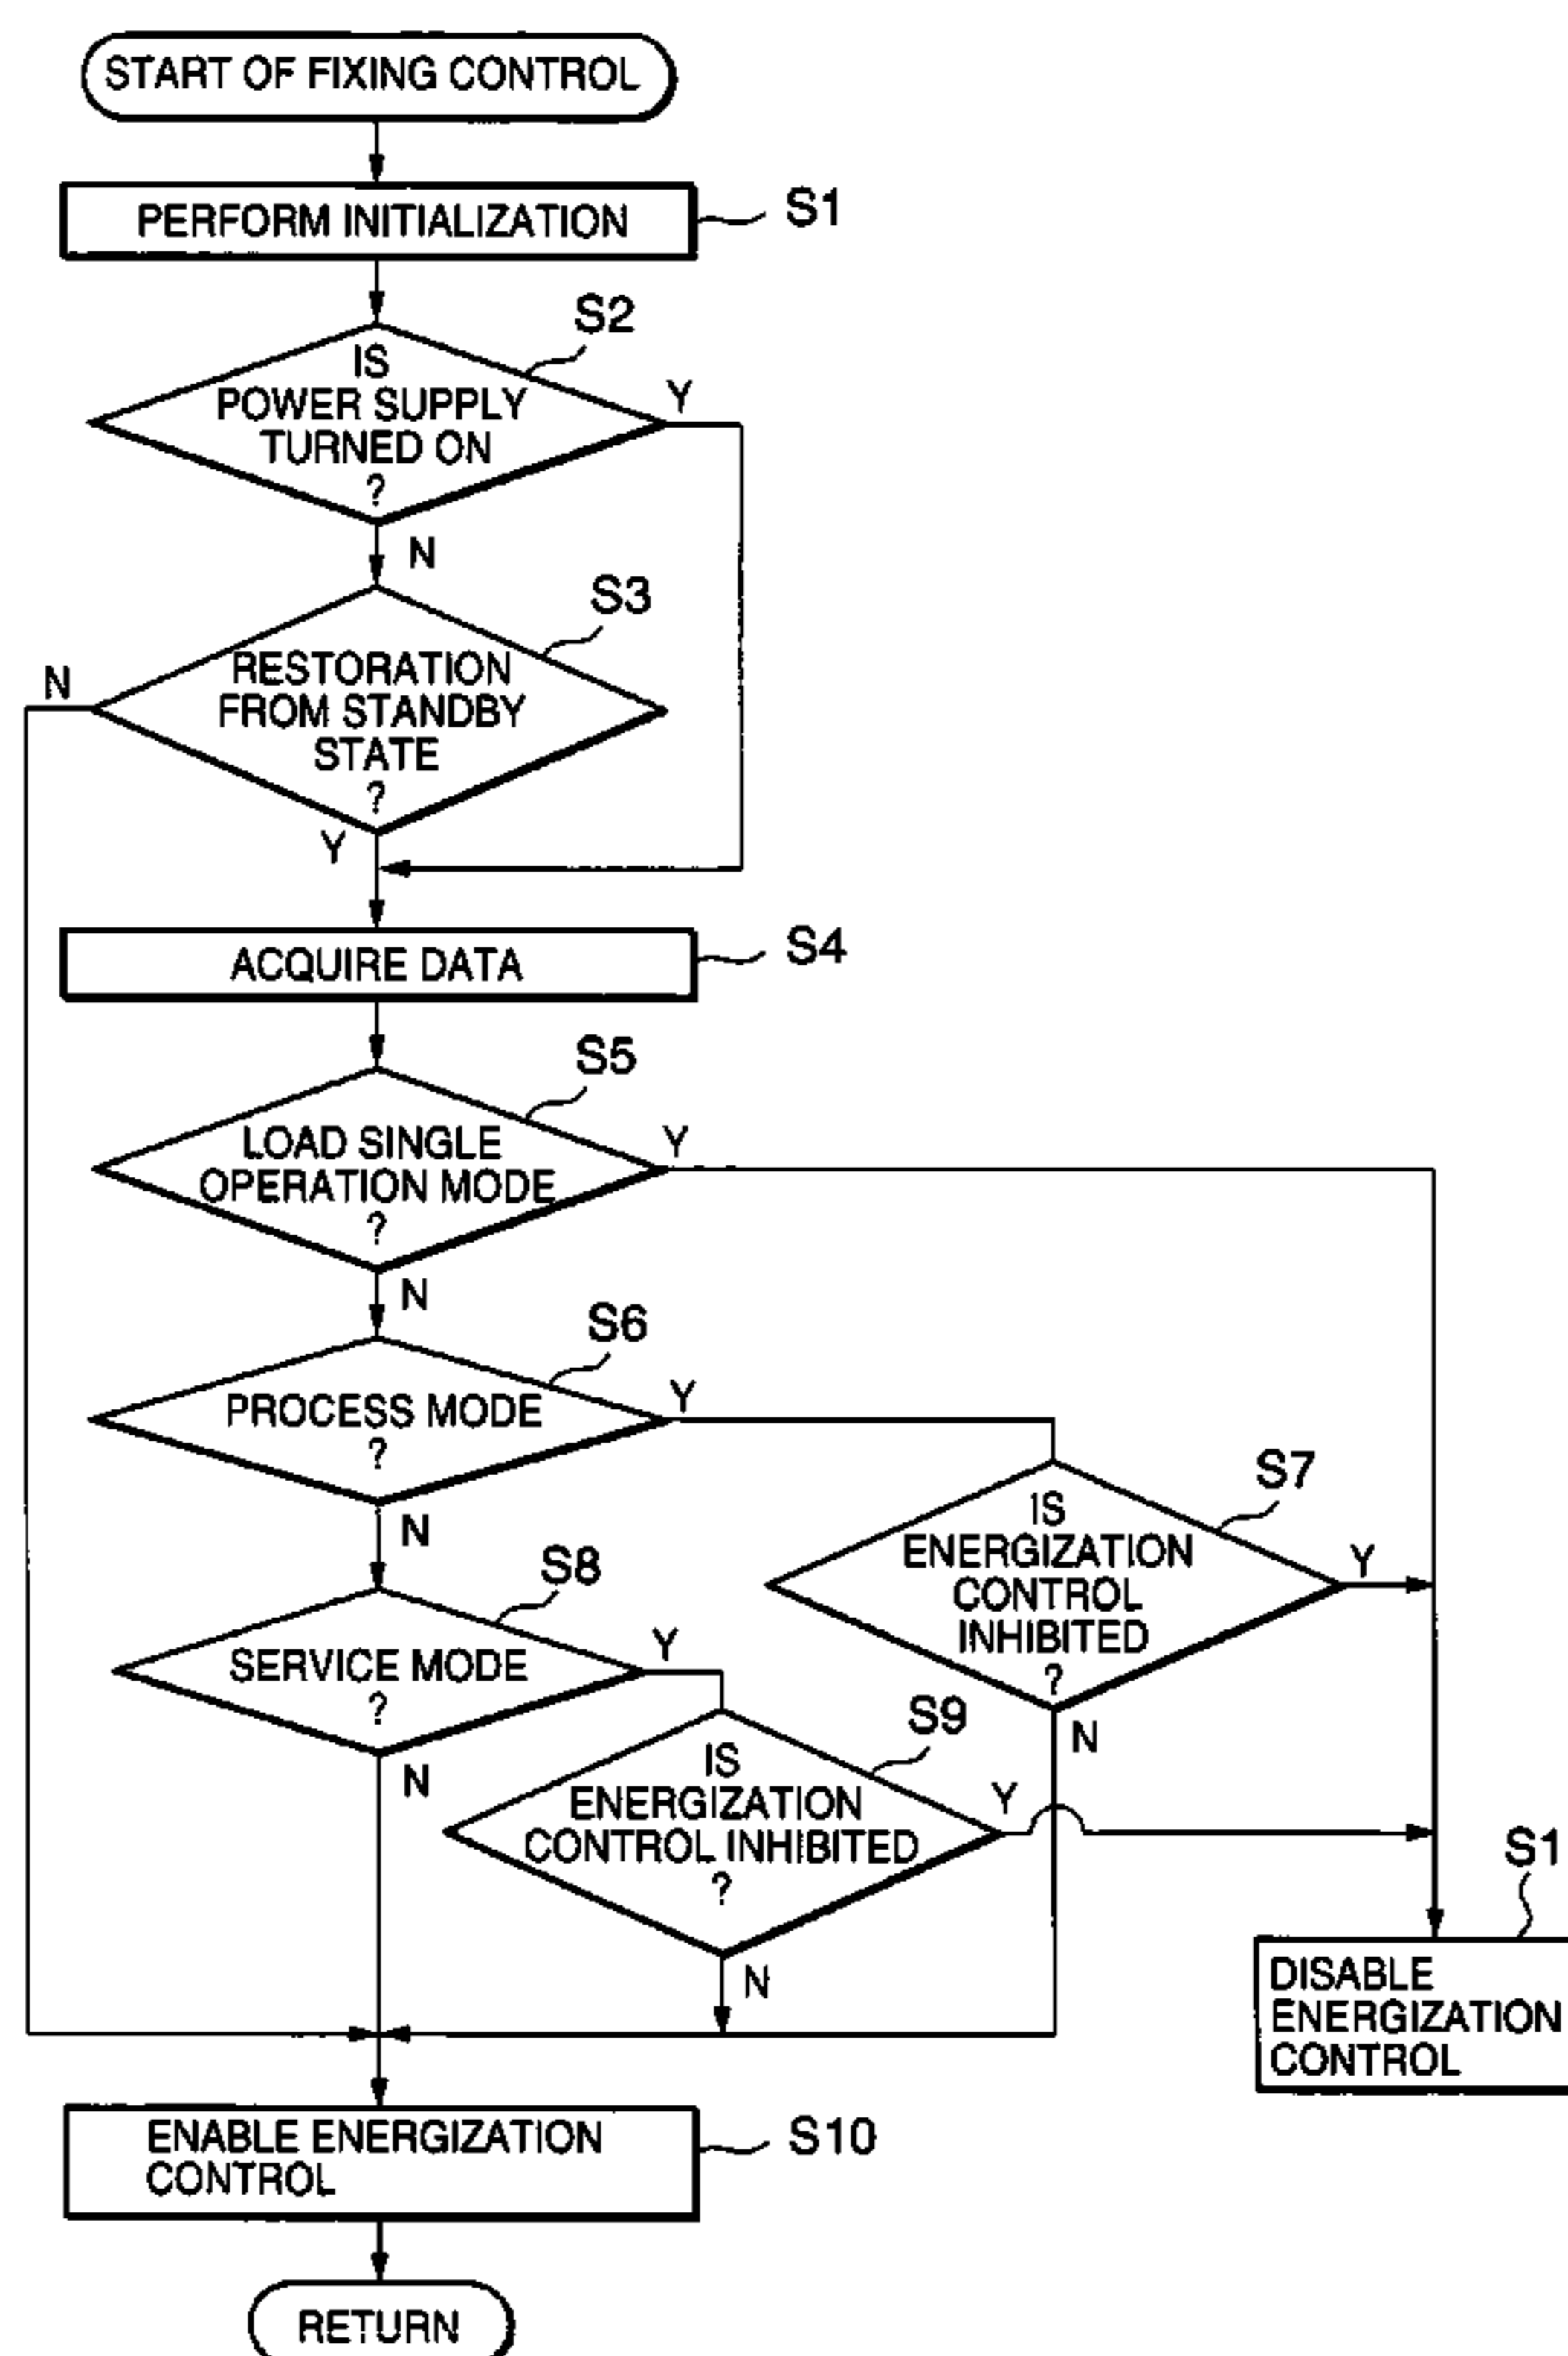 START OF FIXING CONTROL
PERFORM INITIALIZATION
S1
S2
IS
POWER SUPPLY
TURNED ON
?
Y
N
S3
RESTORATION
FROM STANDBY
STATE
?
N
Y
ACQUIRE DATA
S4
S5
LOAD SINGLE
OPERATION MODE
?
Y
N
S6
PROCESS MODE
?
Y
N
S7
IS
ENERGIZATION
CONTROL
INHIBITED
?
Y
N
S8
SERVICE MODE
?
Y
N
S9
IS
ENERGIZATION
CONTROL INHIBITED
?
Y
N
S1
DISABLE
ENERGIZATION
CONTROL
ENABLE ENERGIZATION
CONTROL
S10
RETURN